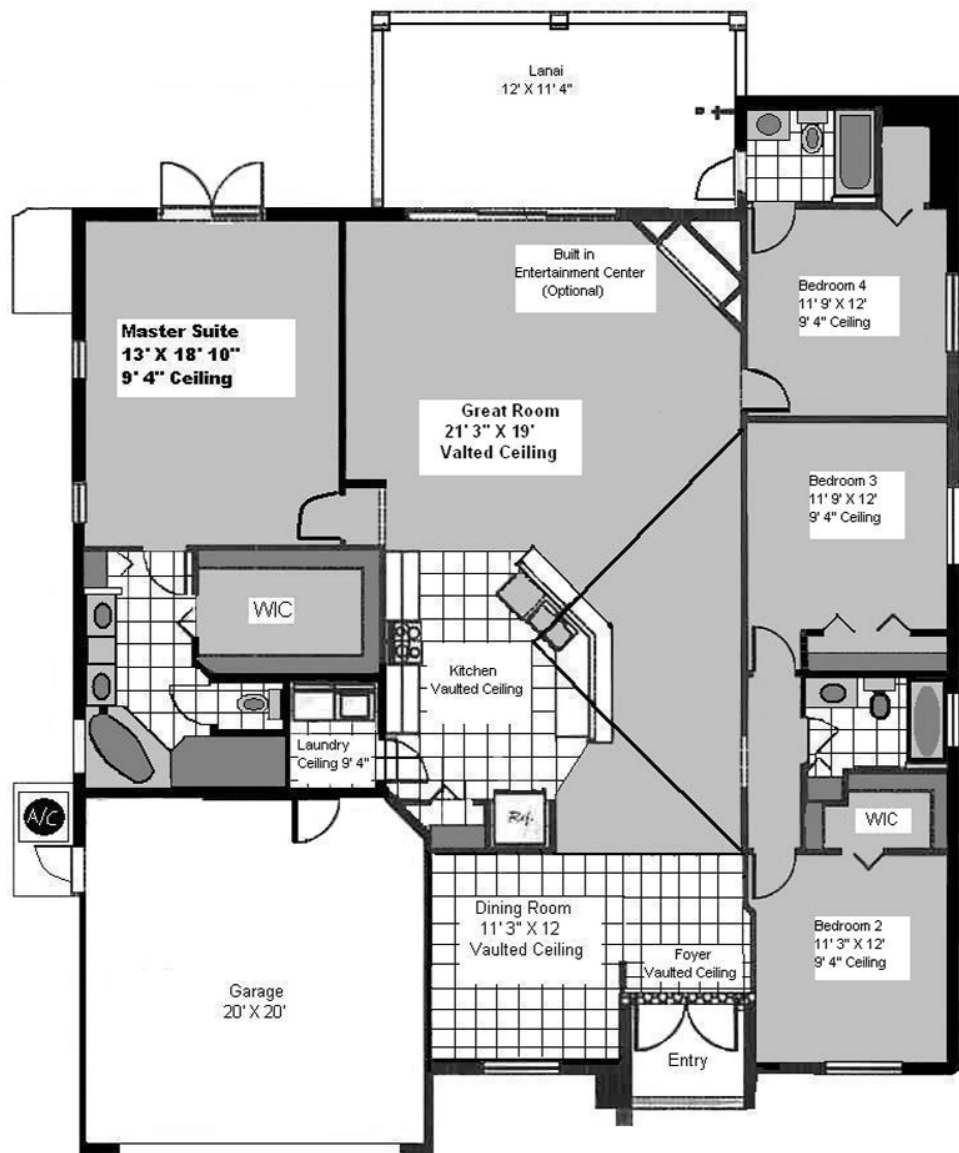 Lanai
12' X 11' 4"
Built in
Entertainment Center
(Optional)
Bedroom 4
11' 9' X 12'
9' 4" Ceiling
Master Suite
13' X 18' 10"
9' 4" Ceiling
Great Room
21' 3" X 19'
Valted Ceiling
Bedroom 3
11' 9' X 12'
9' 4" Ceiling
WIC
Kitchen
Vaulted Ceiling
Laundry
Ceiling 9' 4"
A/C
Ref.
WIC
Dining Room
11' 3" X 12
Vaulted Ceiling
Foyer
Vaulted Ceiling
Bedroom 2
11' 3" X 12'
9' 4" Ceiling
Garage
20' X 20'
Entry